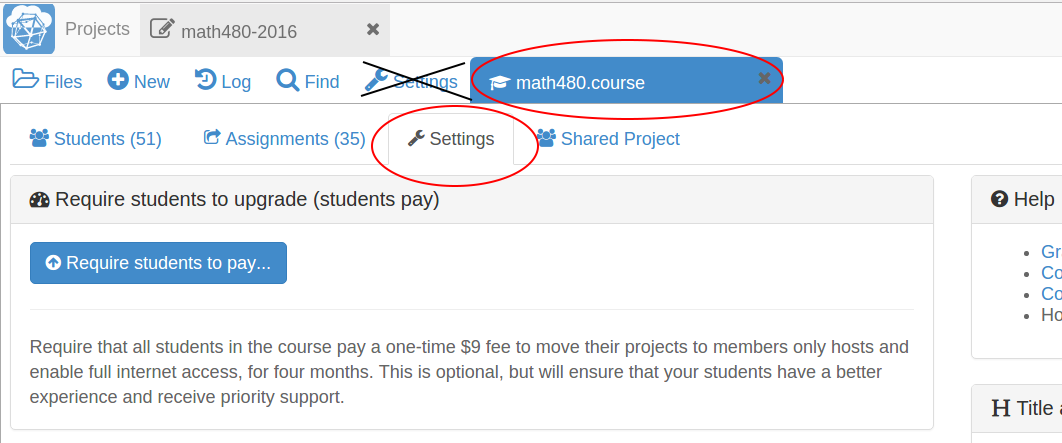 Projects math480-2016
Files New Log Find Settings math480.course
Students (51) Assignments (35) Settings Shared Project
Require students to upgrade (students pay)
Require students to pay...
Require that all students in the course pay a one-time $9 fee to move their projects to members only hosts and
enable full internet access, for four months. This is optional, but will ensure that your students have a better
experience and receive priority support.
Help
Gr
Co
Co
Ho
H Title a